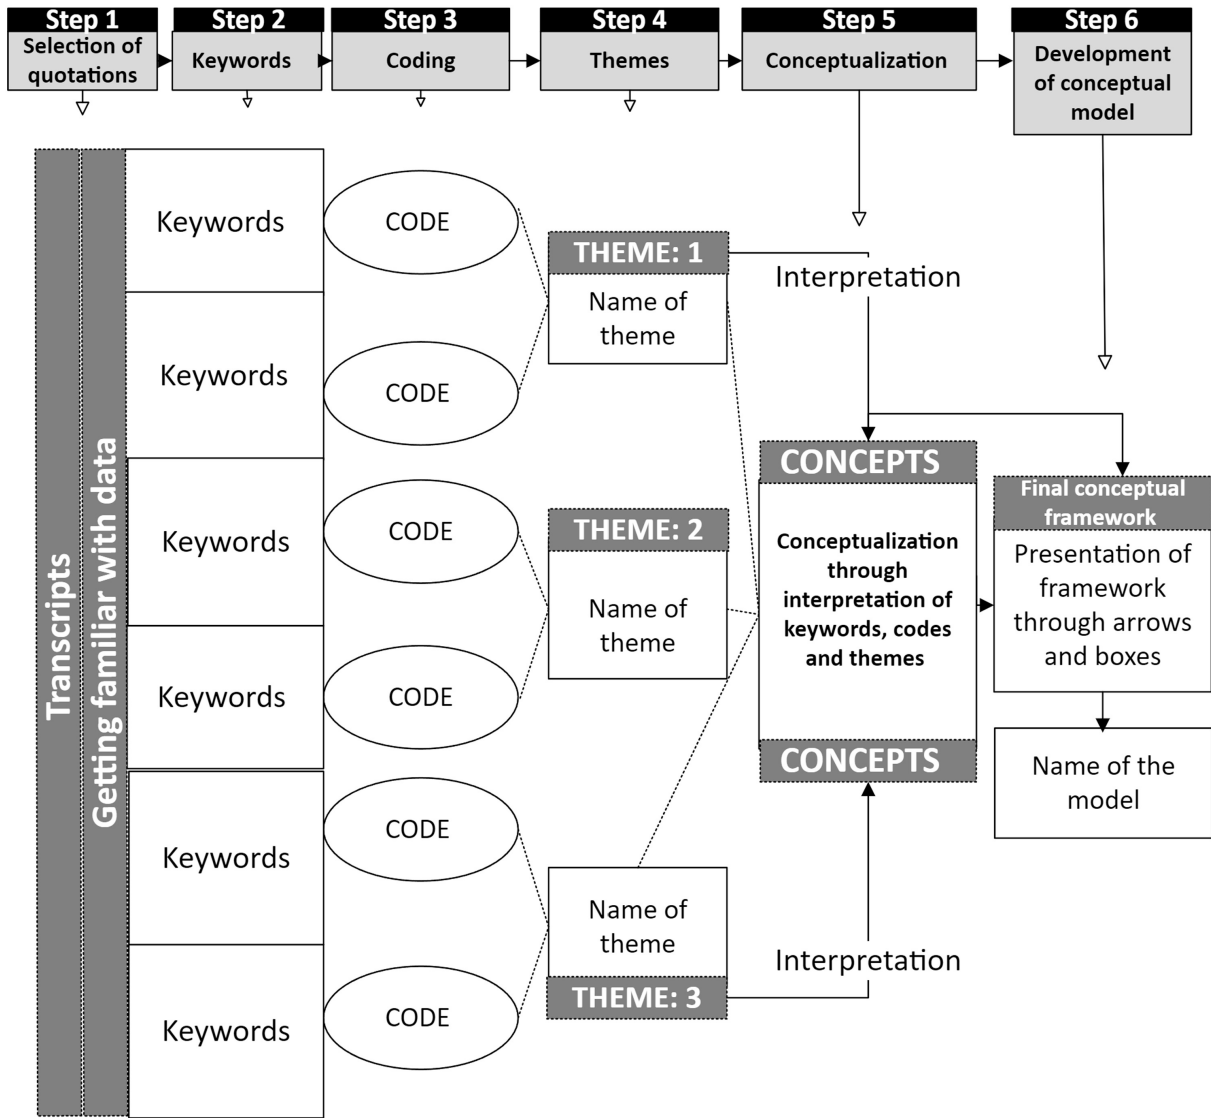 Step 1
Selection of
quotations
Step 2
Keywords
Step 3
Coding
Step 4
Themes
Step 5
Conceptualization
Step 6
Development
of conceptual
model
Transcripts
Getting familiar with data
Keywords
Keywords
Keywords
Keywords
Keywords
Keywords
CODE
CODE
CODE
CODE
CODE
CODE
THEME: 1
Name of
theme
THEME: 2
Name of
theme
Name of
theme
THEME: 3
Interpretation
CONCEPTS
Conceptualization
through
interpretation of
keywords, codes
and themes
CONCEPTS
Interpretation
Final conceptual
framework
Presentation of
framework
through arrows
and boxes
Name of the
model